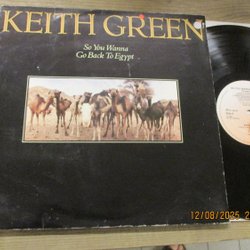 KEITH GREEN
So You Wanna
Go Back To Egypt...
12/08/2025